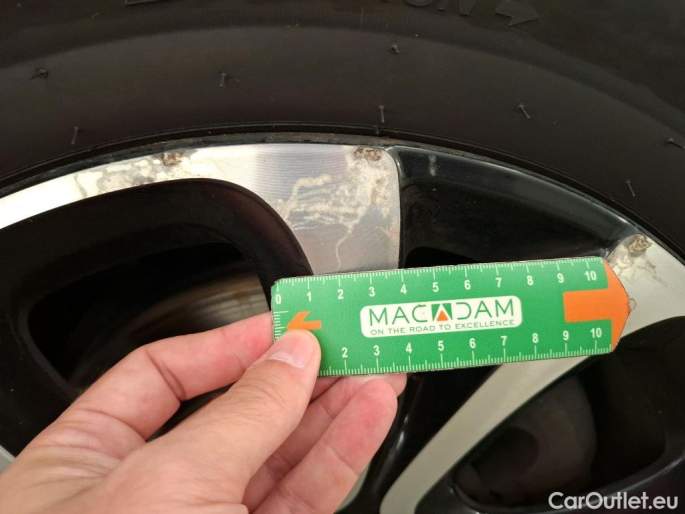 0 1 2 3 4 5 6 7 8 9 10
MACADAM
ON THE ROAD TO EXCELLENCE
2 3 4 5 6 7 8 9 10
CarOutlet.eu